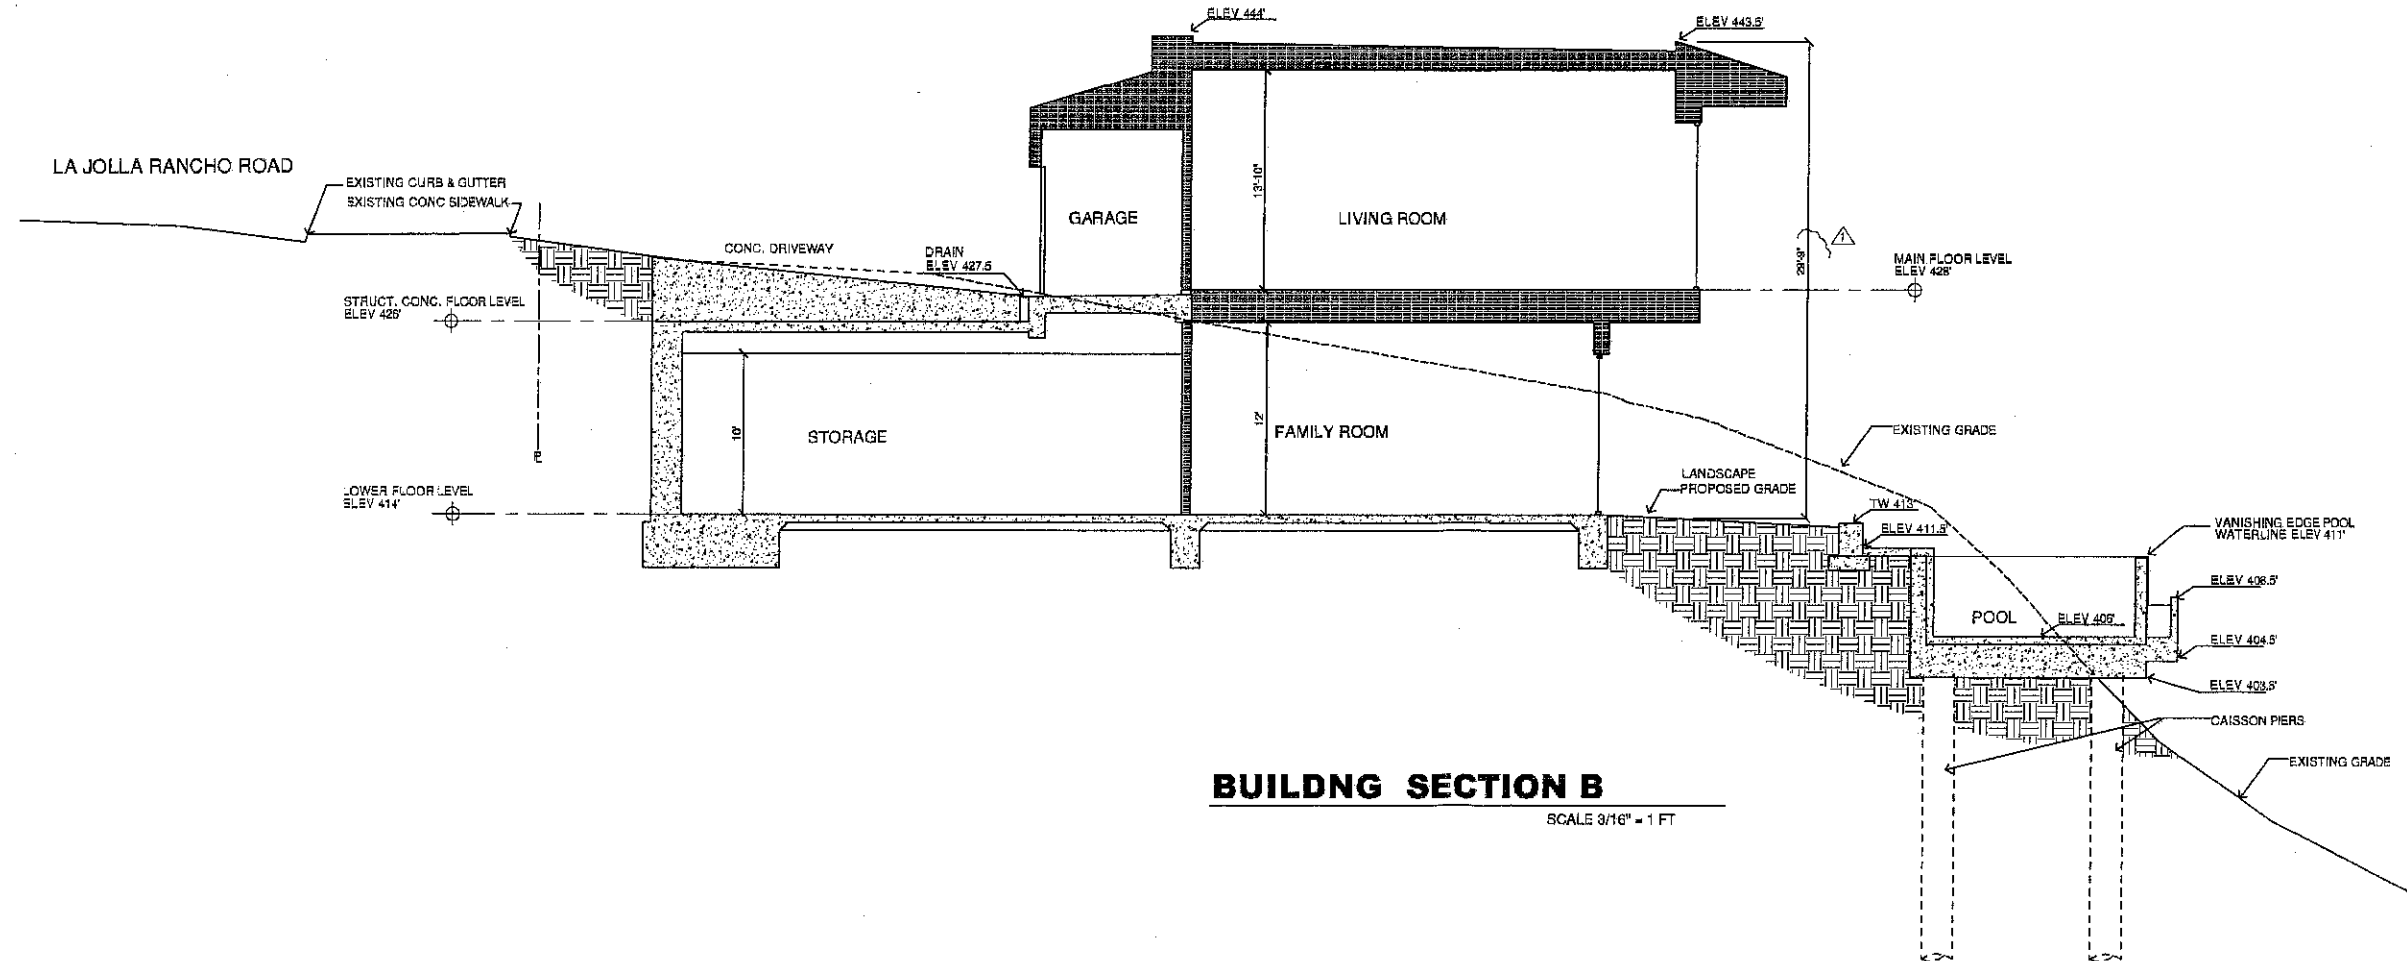 ELEV 444'
ELEV 443.5'
LA JOLLA RANCHO ROAD
EXISTING CURB & GUTTER
EXISTING CONC SIDEWALK
GARAGE
13'-10"
LIVING ROOM
CONC. DRIVEWAY
DRAIN
ELEV 427.5
29'-9"
1
MAIN FLOOR LEVEL
ELEV 428'
STRUCT. CONC. FLOOR LEVEL
ELEV 426'
10'
STORAGE
12'
FAMILY ROOM
EXISTING GRADE
LOWER FLOOR LEVEL
ELEV 414'
LANDSCAPE
PROPOSED GRADE
TW 413'
ELEV 411.5'
VANISHING EDGE POOL
WATERLINE ELEV 411'
ELEV 408.5'
POOL
ELEV 406'
ELEV 404.5'
ELEV 403.5'
CAISSON PIERS
EXISTING GRADE
BUILDNG SECTION B
SCALE 3/16" = 1 FT